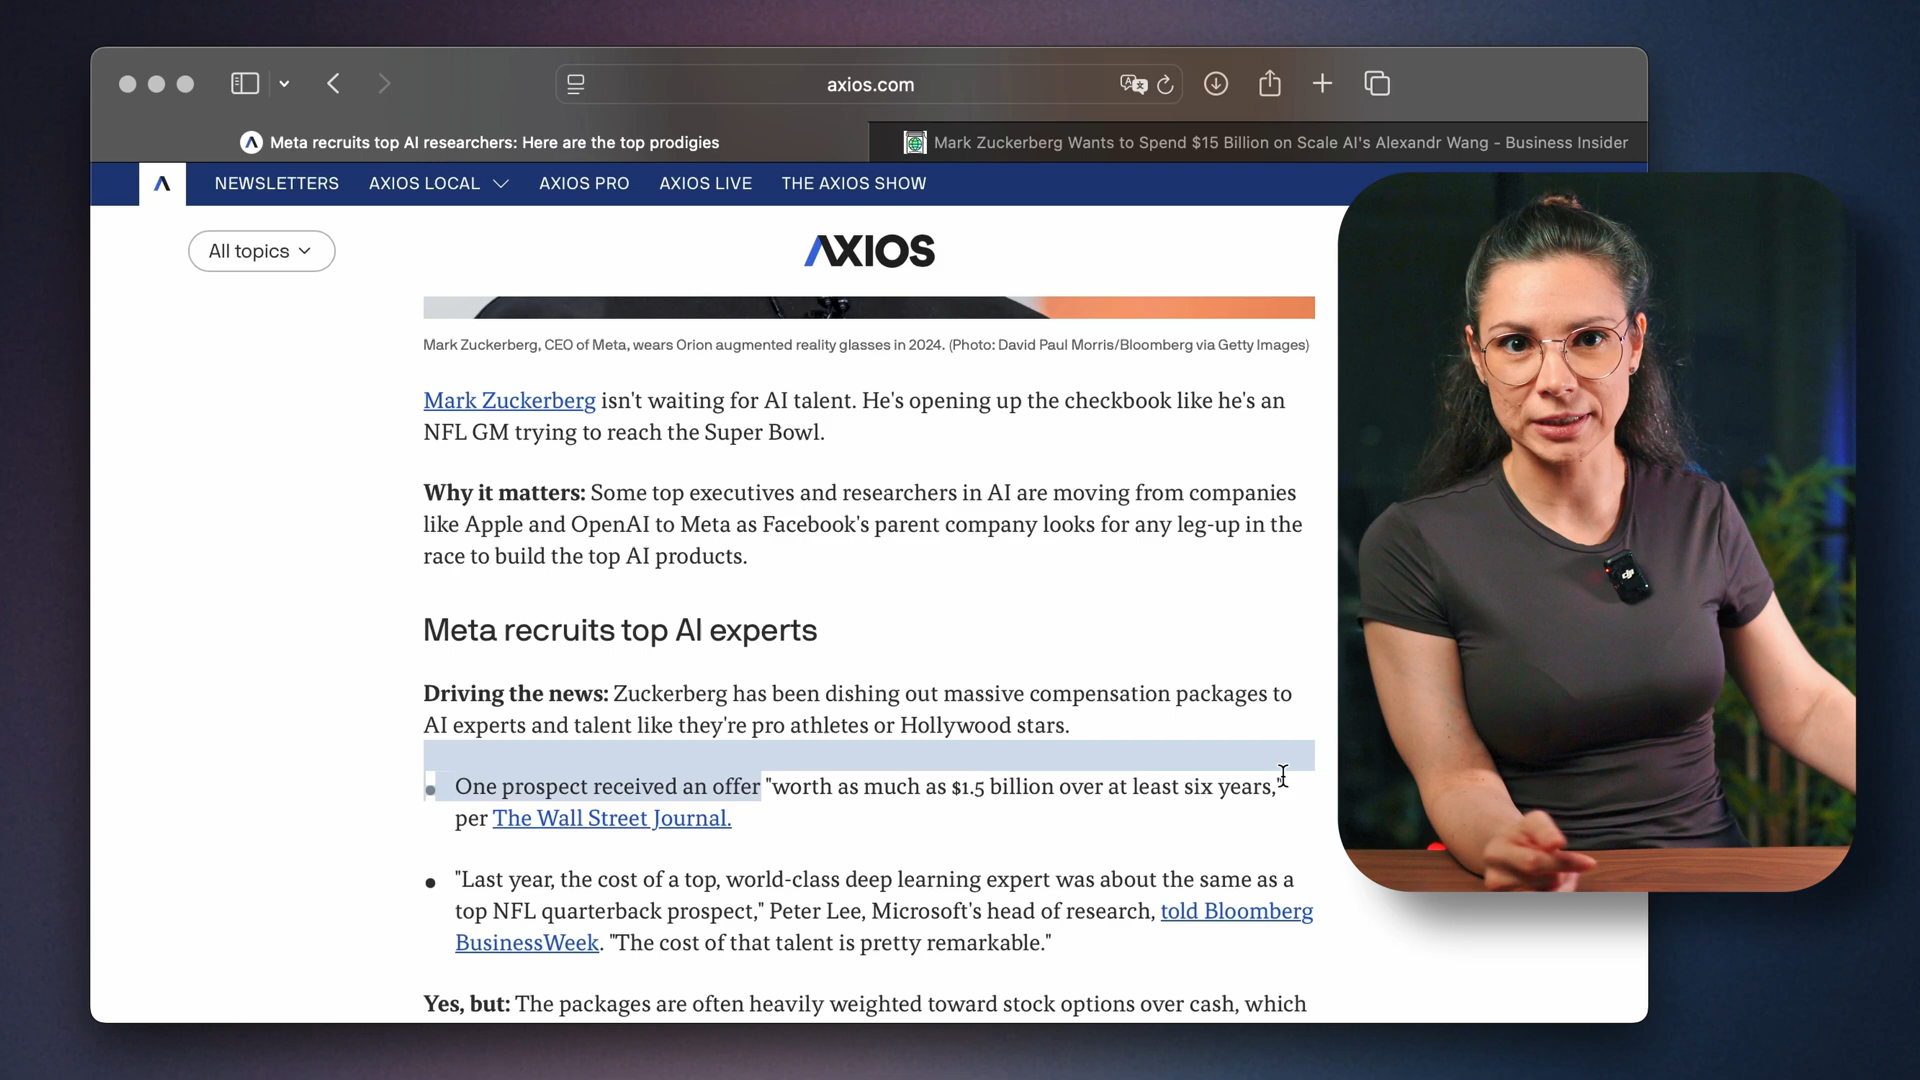 axios.com
Meta recruits top AI researchers: Here are the top prodigies
Mark Zuckerberg Wants to Spend $15 Billion on Scale AI's Alexandr Wang - Business Insider
NEWSLETTERS AXIOS LOCAL AXIOS PRO AXIOS LIVE THE AXIOS SHOW
All topics
AXIOS
Mark Zuckerberg, CEO of Meta, wears Orion augmented reality glasses in 2024. (Photo: David Paul Morris/Bloomberg via Getty Images)
Mark Zuckerberg isn't waiting for AI talent. He's opening up the checkbook like he's an
NFL GM trying to reach the Super Bowl.
Why it matters: Some top executives and researchers in AI are moving from companies
like Apple and OpenAI to Meta as Facebook's parent company looks for any leg-up in the
race to build the top AI products.
Meta recruits top AI experts
Driving the news: Zuckerberg has been dishing out massive compensation packages to
AI experts and talent like they're pro athletes or Hollywood stars.
• One prospect received an offer "worth as much as $1.5 billion over at least six years,"
per The Wall Street Journal.
• "Last year, the cost of a top, world-class deep learning expert was about the same as a
top NFL quarterback prospect," Peter Lee, Microsoft's head of research, told Bloomberg
BusinessWeek. "The cost of that talent is pretty remarkable."
Yes, but: The packages are often heavily weighted toward stock options over cash, which
dji